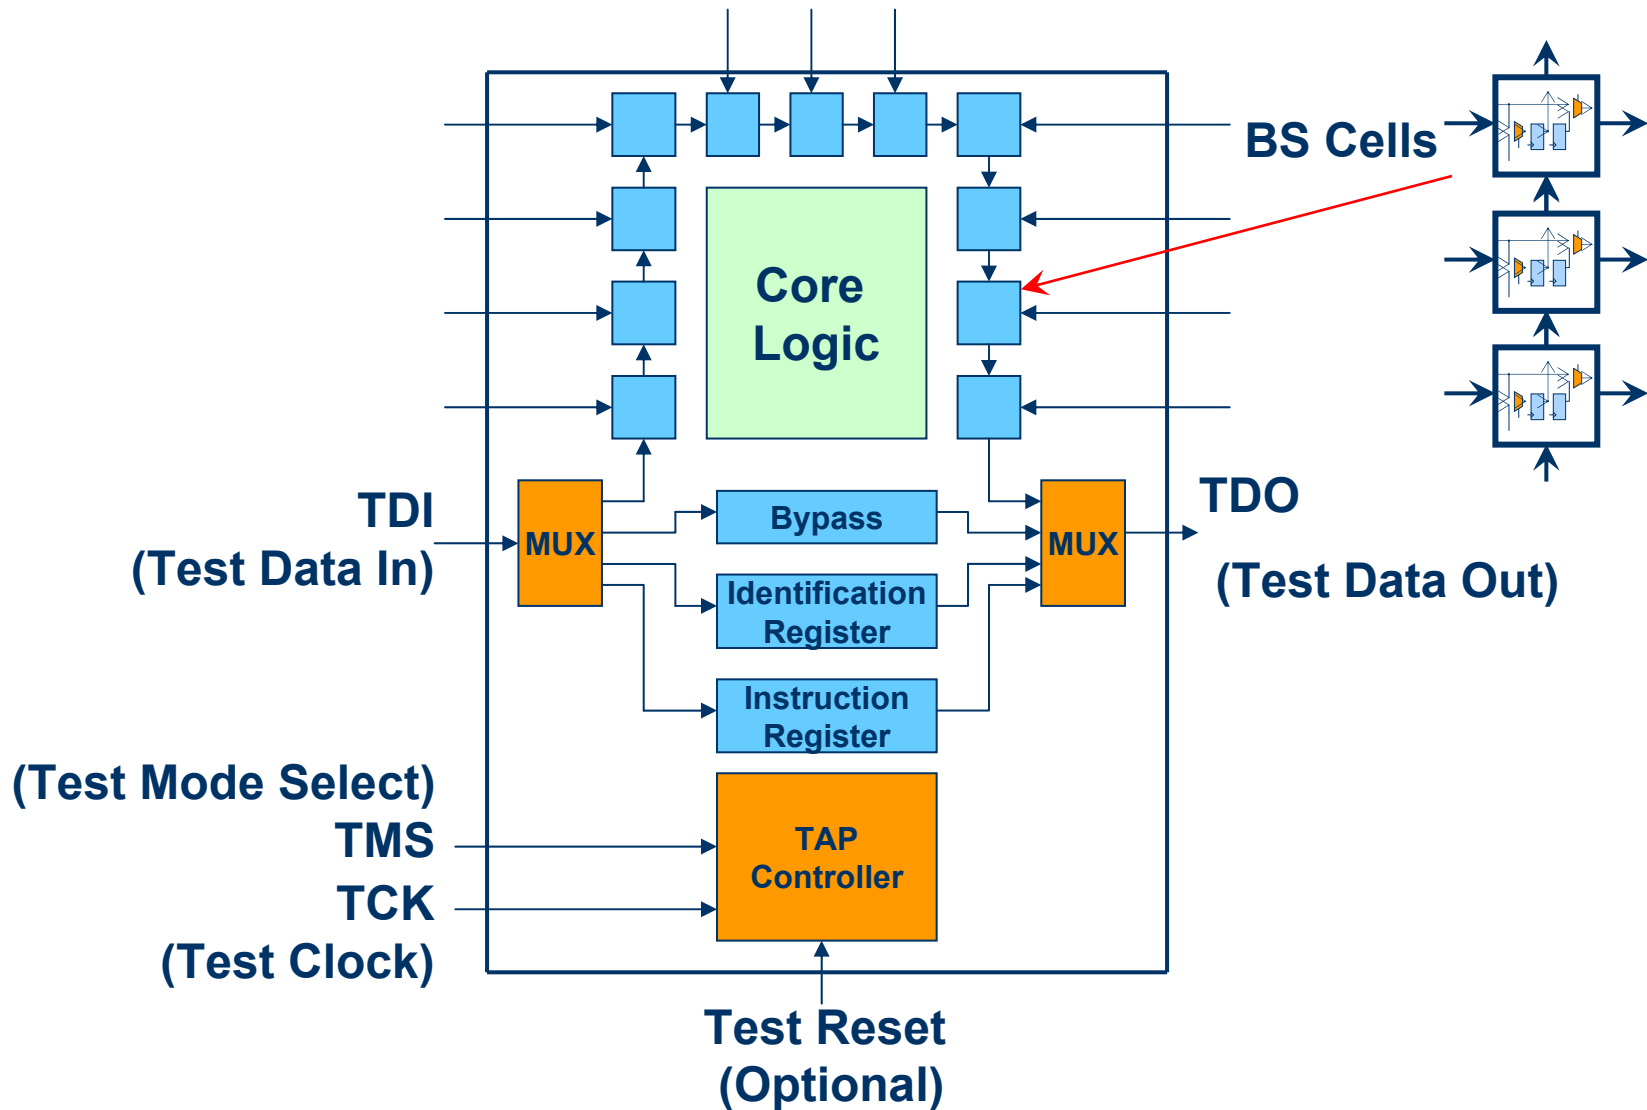 BS Cells
Core
Logic
TDI
(Test Data In)
MUX
Bypass
MUX
TDO
(Test Data Out)
Identification
Register
Instruction
Register
(Test Mode Select)
TMS
TCK
(Test Clock)
TAP
Controller
Test Reset
(Optional)